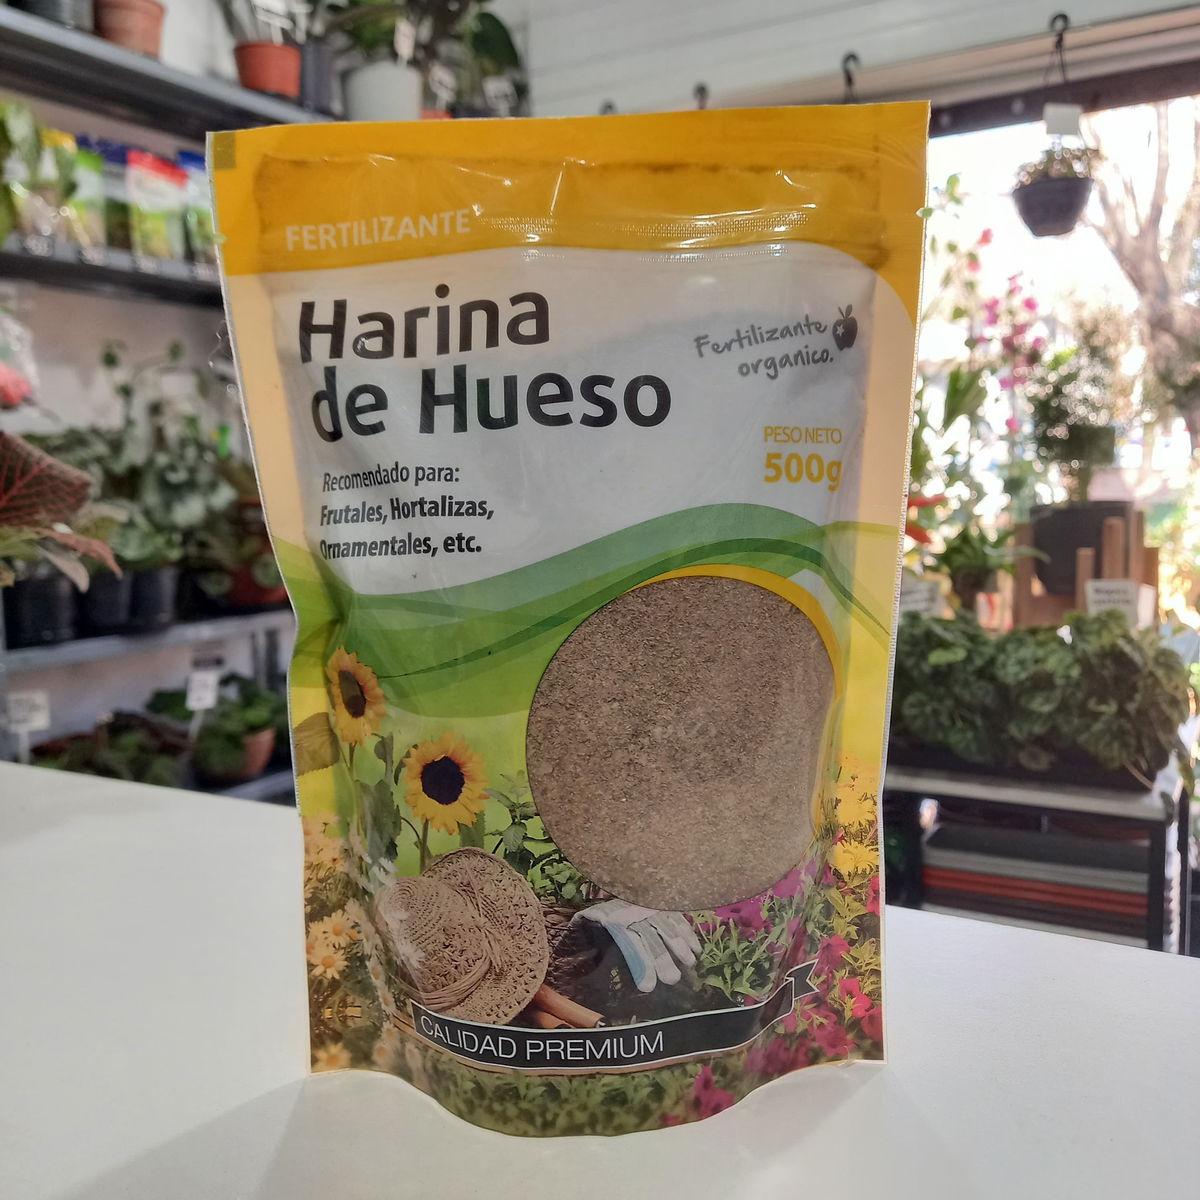 FERTILIZANTE
Harina
de Hueso
Fertilizante
organico.
PESO NETO
500g
Recomendado para:
Frutales, Hortalizas,
Ornamentales, etc.
CALIDAD PREMIUM